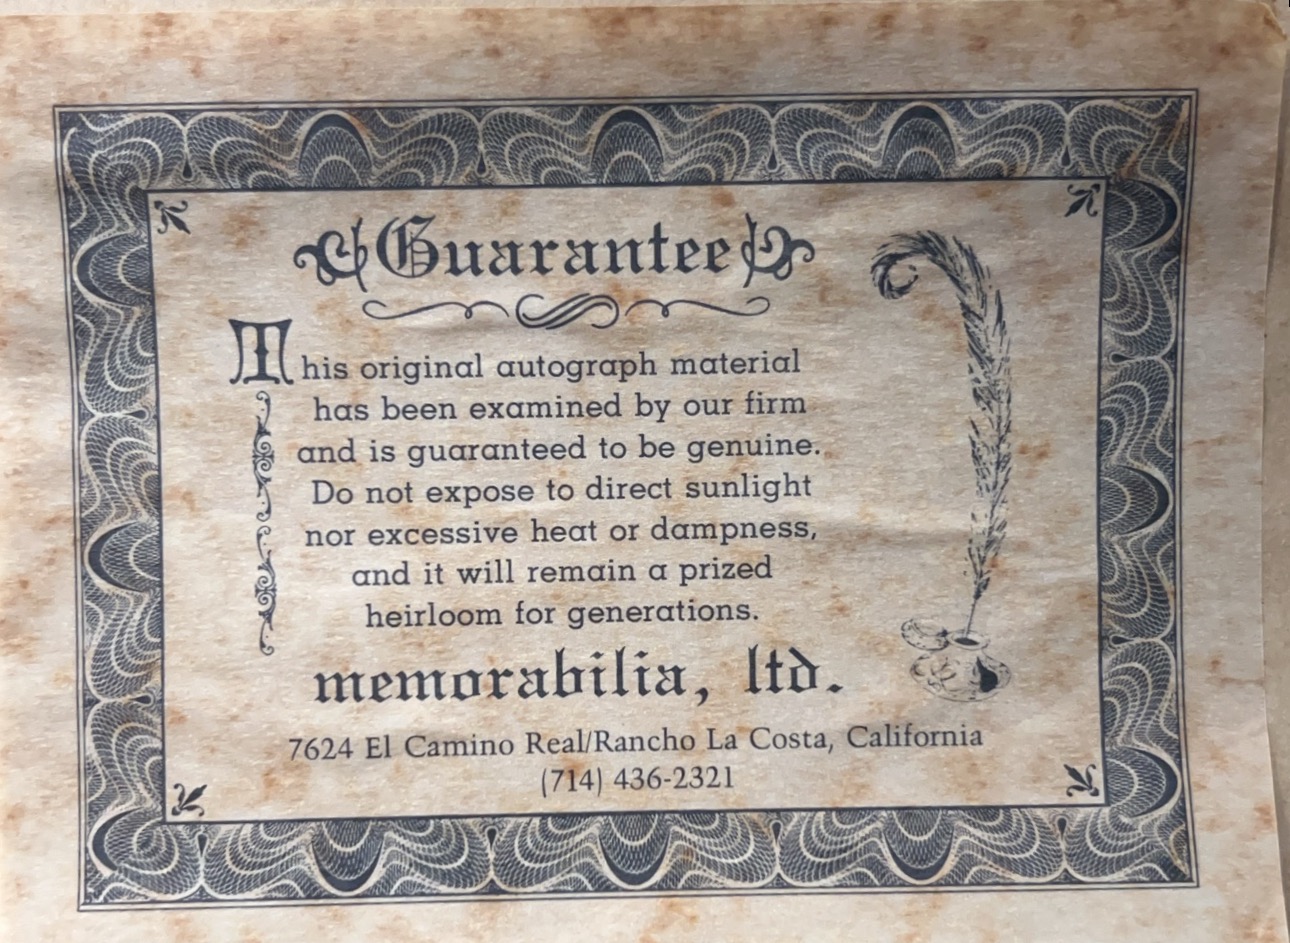 Guarantee
This original autograph material
has been examined by our firm
and is guaranteed to be genuine.
Do not expose to direct sunlight
nor excessive heat or dampness,
and it will remain a prized
heirloom for generations.
memorabilia, ltd.
7624 El Camino Real/Rancho La Costa, California
(714) 436-2321